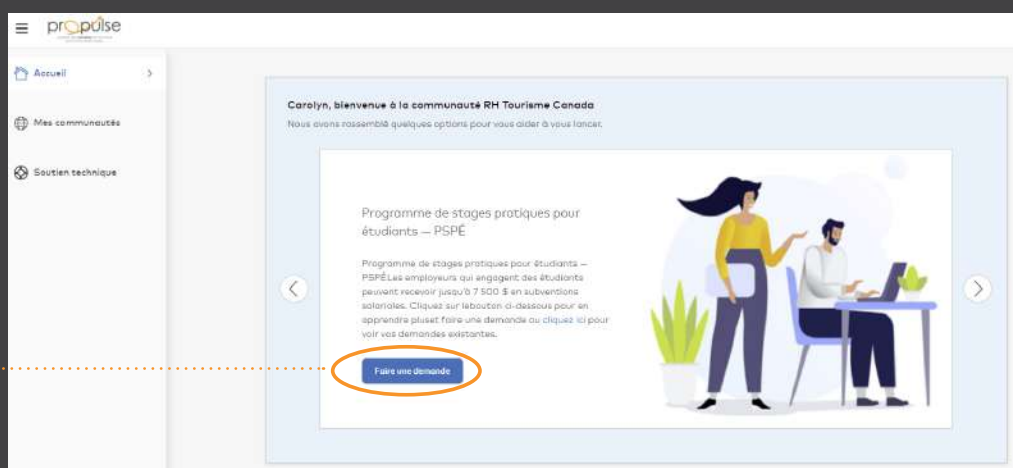 propulse
Accueil
Mes communautés
Soutien technique
Carolyn, bienvenue à la communauté RH Tourisme Canada
Nous avons rassemblé quelques options pour vous aider à vous lancer.
Programme de stages pratiques pour
étudiants — PSPÉ
Programme de stages pratiques pour étudiants —
PSPÉLes employeurs qui engagent des étudiants
peuvent recevoir jusqu'à 7 500 $ en subventions
salariales. Cliquez sur lebouton ci-dessous pour en
apprendre pluset faire une demande ou cliquez ici pour
voir vos demandes existantes.
Faire une demande